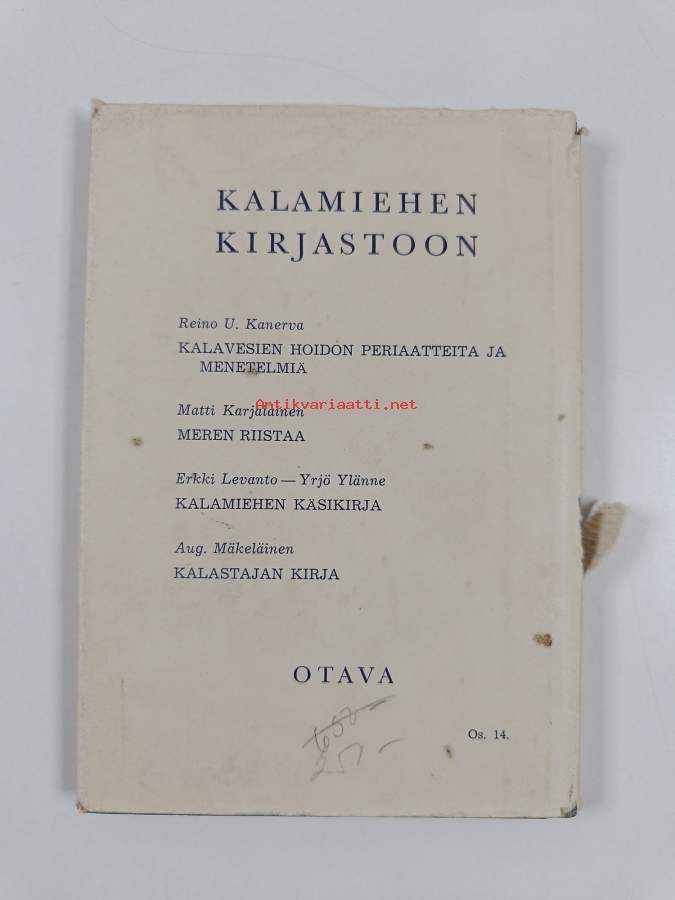 KALAMIEHEN
KIRJASTOON
Reino U. Kanerva
KALAVESIEN HOIDON PERIAATTEITA JA
MENETELMIÄ
Antikvariaatti.net
Matti Karjalainen
MEREN RIISTAA
Erkki Levanto — Yrjö Ylänne
KALAMIEHEN KÄSIKIRJA
Aug. Mäkeläinen
KALASTAJAN KIRJA
OTAVA
650-
Os. 14.